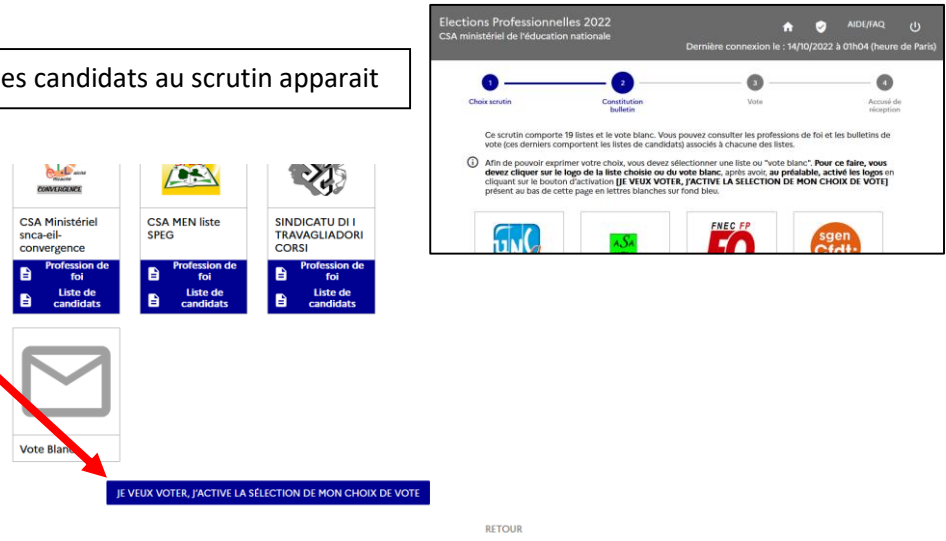 Elections Professionnelles 2022
CSA ministériel de l'éducation nationale
AIDE/FAQ
Dernière connexion le : 14/10/2022 à 01h04 (heure de Paris)
es candidats au scrutin apparait
1
2
3
4
Choix scrutin
Constitution bulletin
Vote
Accusé de réception
Ce scrutin comporte 19 listes et le vote blanc. Vous pouvez consulter les professions de foi et les bulletins de
vote (ces derniers comportent les listes de candidats) associés à chacune des listes.
Afin de pouvoir exprimer votre choix, vous devez sélectionner une liste ou "vote blanc". Pour ce faire, vous
devez cliquer sur le logo de la liste choisie ou du vote blanc, après avoir, au préalable, activé les logos en
cliquant sur le bouton d'activation [JE VEUX VOTER, J'ACTIVE LA SELECTION DE MON CHOIX DE VOTE]
présent au bas de cette page en lettres blanches sur fond bleu.
FNEC FP
FO
sgen
Cfdt:
CONVERGENCE
CSA Ministériel
snca-eil-
convergence
CSA MEN liste
SPEG
SINDICATU DI I
TRAVAGLIADORI
CORSI
Profession de
foi
Profession de
foi
Profession de
foi
Liste de
candidats
Liste de
candidats
Liste de
candidats
Vote Blanc
JE VEUX VOTER, J'ACTIVE LA SÉLECTION DE MON CHOIX DE VOTE
RETOUR